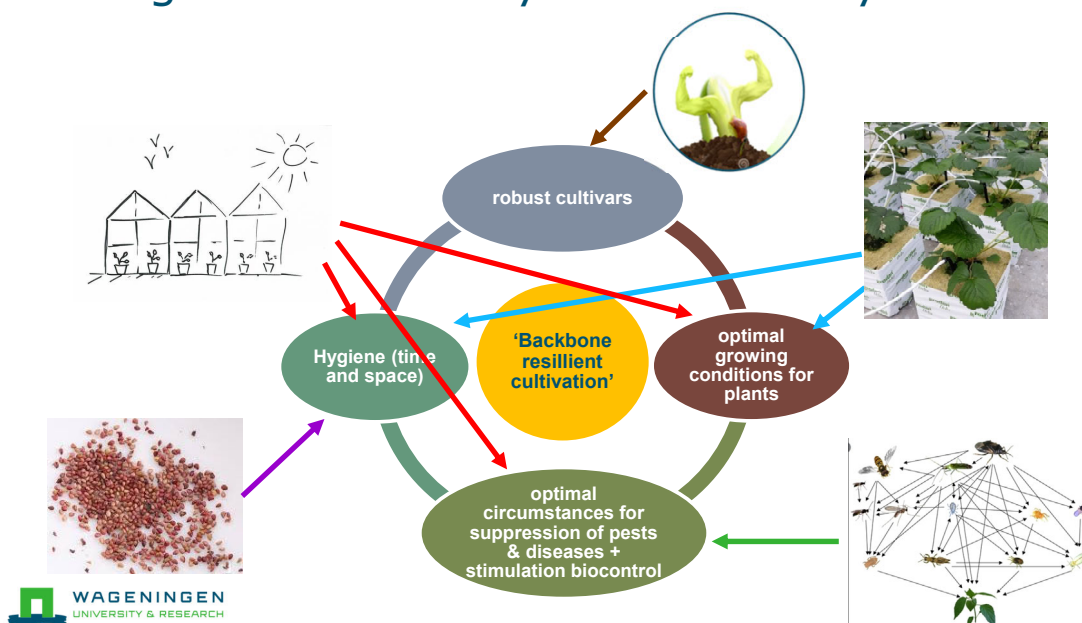 robust cultivars
'Backbone
resillient
cultivation'
Hygiene (time
and space)
optimal
growing
conditions for
plants
optimal
circumstances for
suppression of pests
& diseases +
stimulation biocontrol
WAGENINGEN
UNIVERSITY & RESEARCH